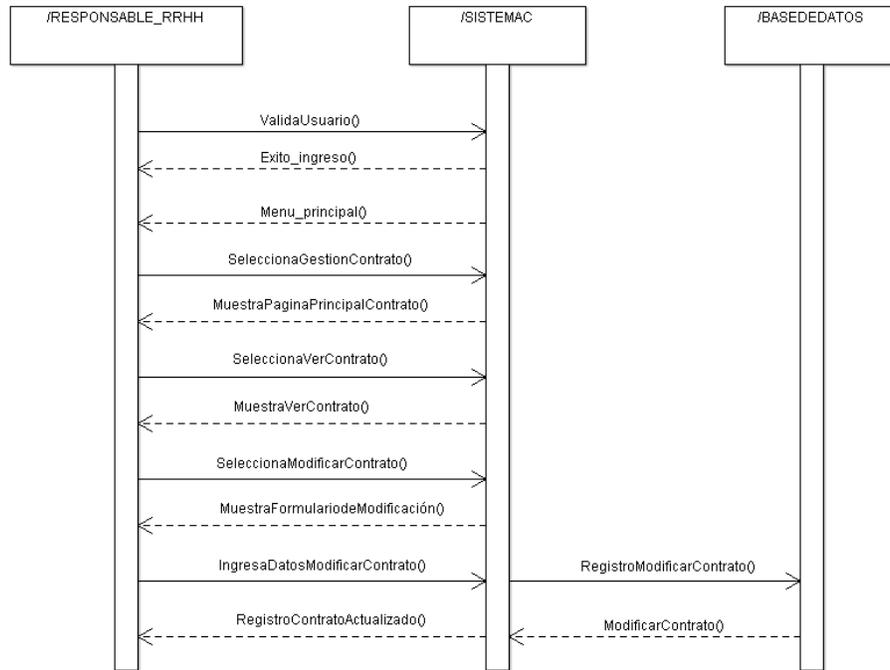 /RESPONSABLE_RRHH
/SISTEMAC
/BASEDEDATOS
ValidaUsuario()
Exito_ingreso()
Menu_principal()
SeleccionaGestionContrato()
MuestraPaginaPrincipalContrato()
SeleccionaVerContrato()
MuestraVerContrato()
SeleccionaModificarContrato()
MuestraFormulariodeModificación()
IngresaDatosModificarContrato()
RegistroModificarContrato()
RegistroContratoActualizado()
ModificarContrato()